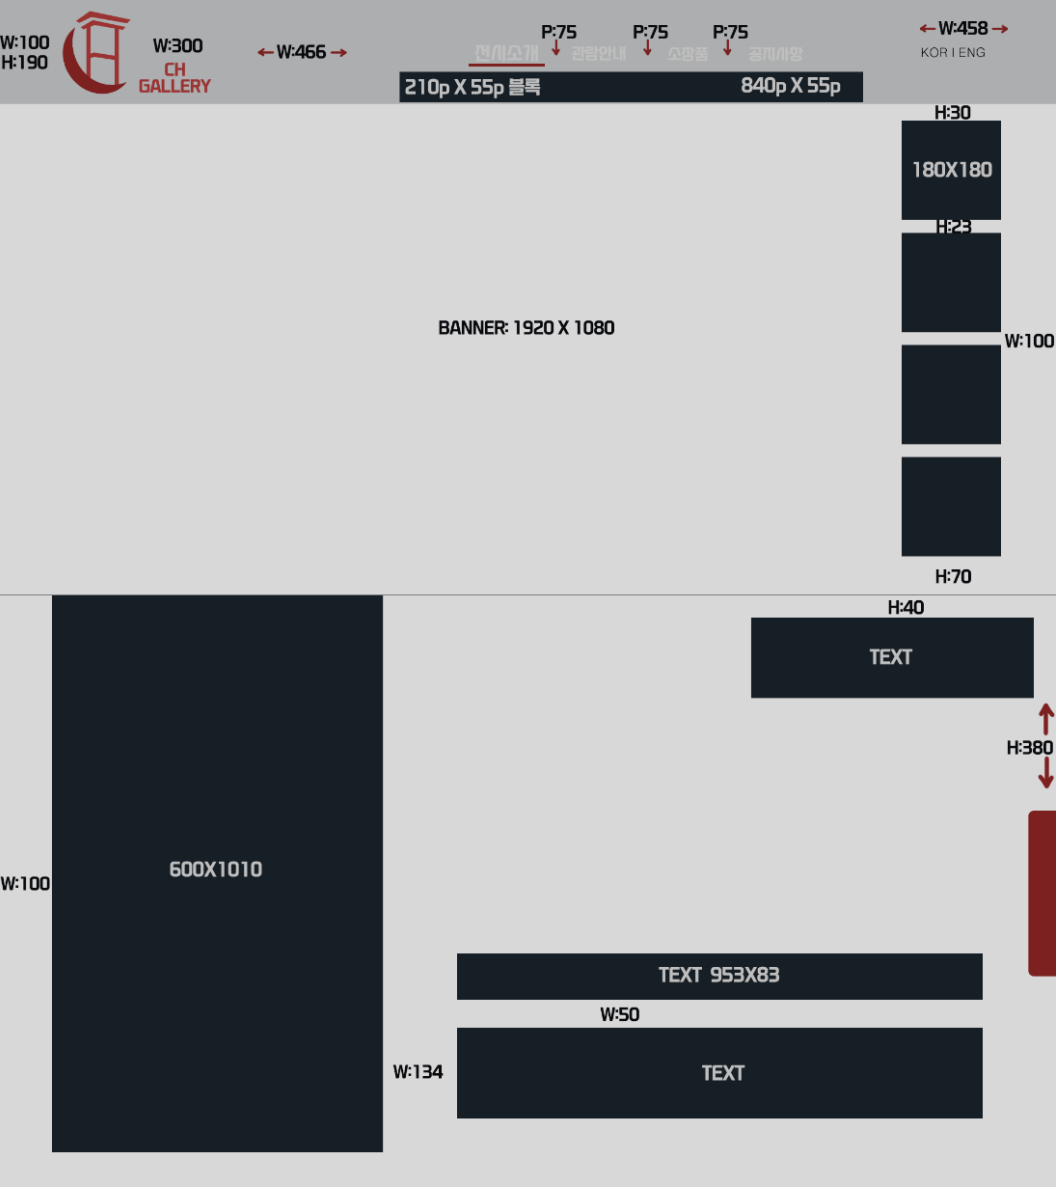 W:100
H:190
W:300
CH
GALLERY
W:466
P:75
P:75
P:75
전시소개
관람안내
소장품
공지사항
W:458
KOR I ENG
210p X 55p 블록
840p X 55p
H:30
180X180
H:23
BANNER: 1920 X 1080
W:100
H:70
H:40
TEXT
H:380
600X1010
W:100
TEXT 953X83
W:50
W:134
TEXT